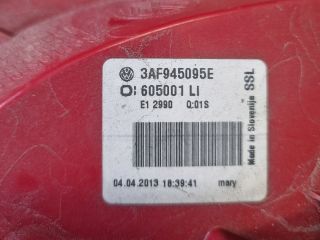 3AF945095E
605001 LI
E1 2990 Q:01S
04.04.2013 18:39:41 mary
Made in Slovenija SSL